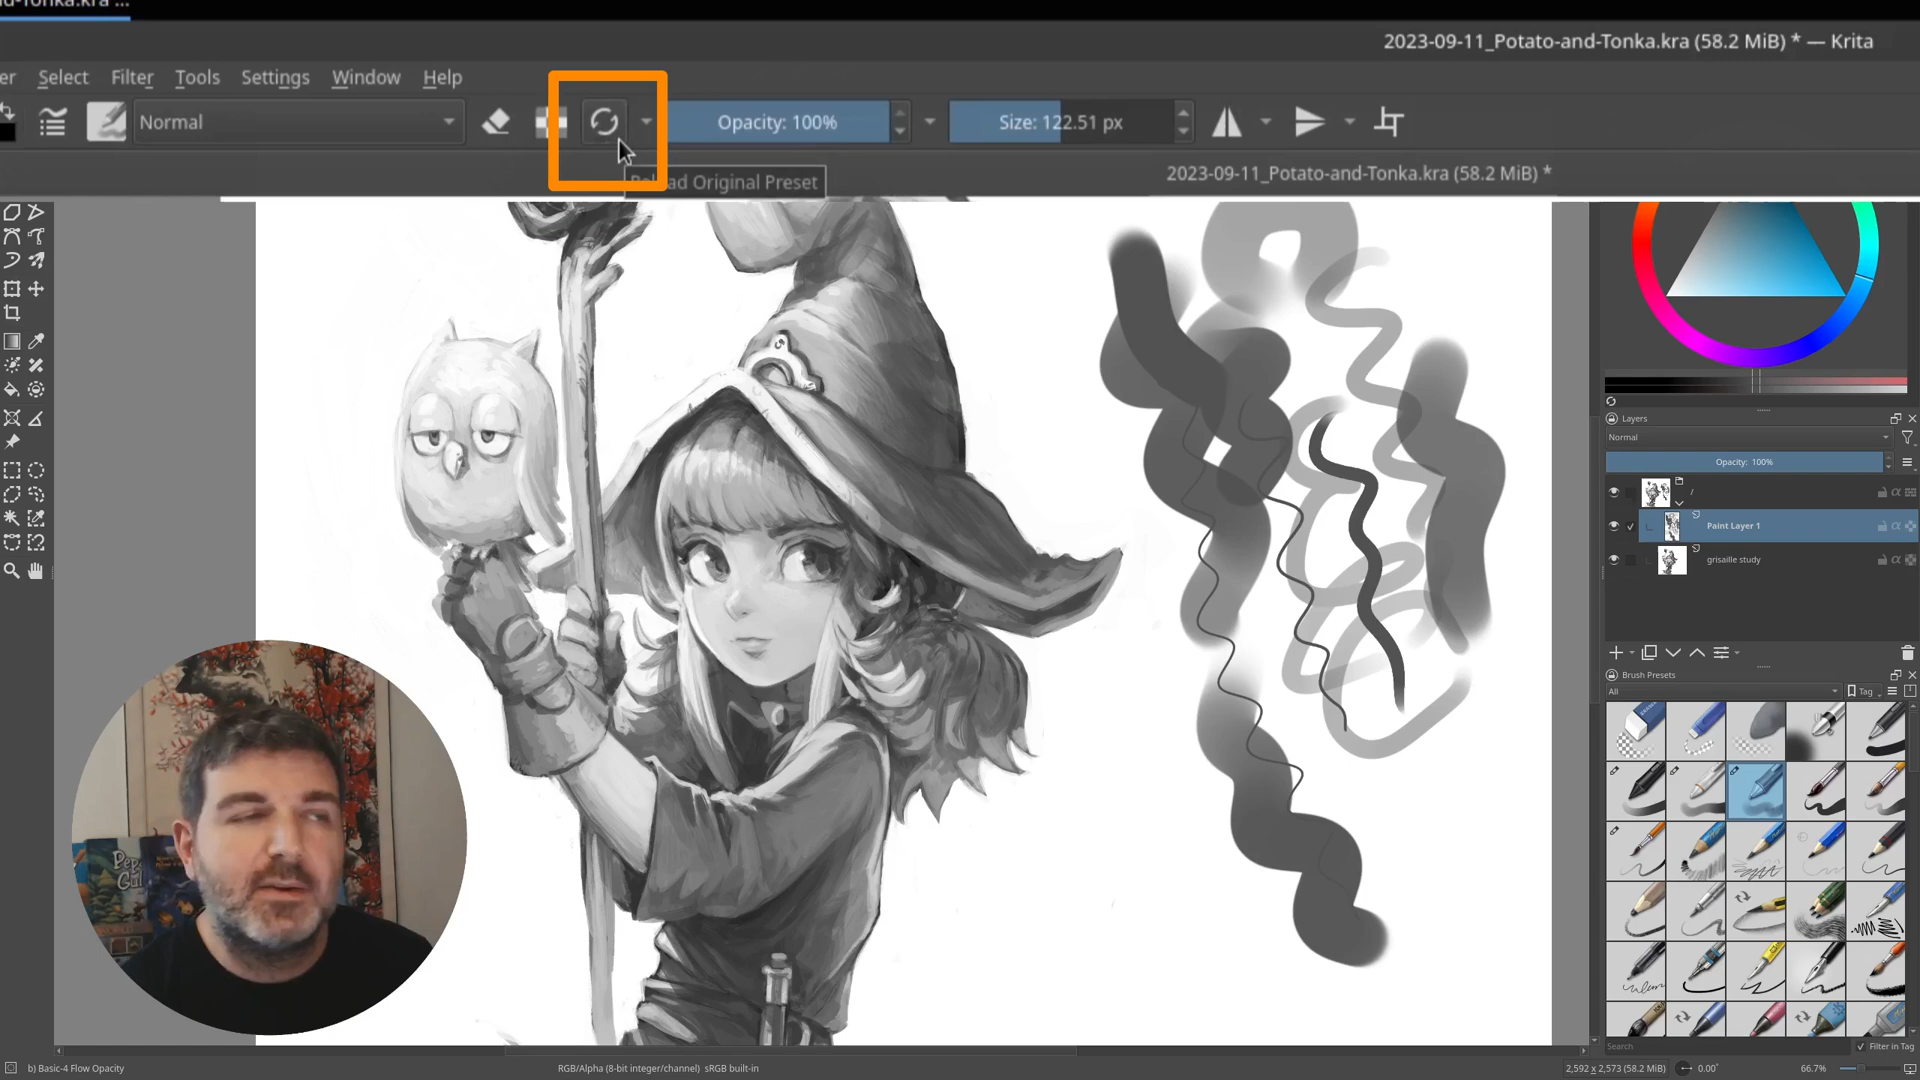 2023-09-11_Potato-and-Tonka.kra (58.2 MiB) * — Krita
Select Filter Tools Settings Window Help
Normal
Opacity: 100%
Size: 122.51 px
Original Preset
2023-09-11_Potato-and-Tonka.kra (58.2 MiB) *
Layers
Normal
Opacity: 100%
/
Paint Layer 1
grisaille study
Brush Presets
All
Tag
Search
Filter in Tag
b) Basic-4 Flow Opacity
RGB/Alpha (8-bit integer/channel) sRGB built-in
2,592 x 2,573 (58.2 MiB)
0.00°
66.7%